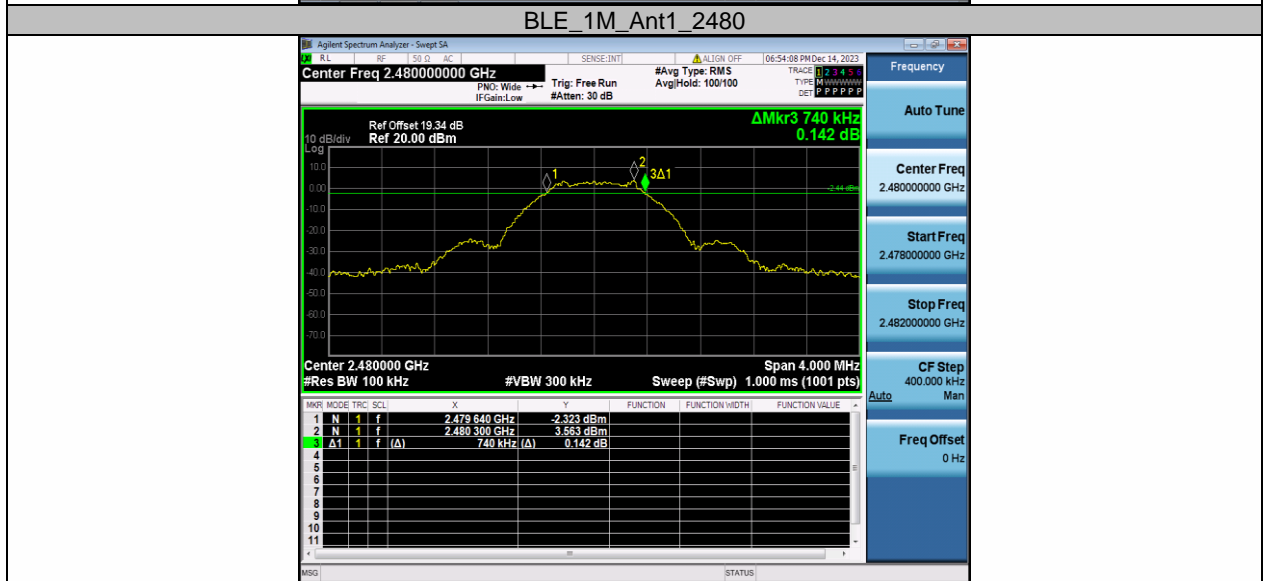 BLE_1M_Ant1_2480
Agilent Spectrum Analyzer - Swept SA
RL RF 50 Ω AC SENSE:INT ALIGN OFF 06:54:08 PM Dec 14, 2023
Center Freq 2.480000000 GHz
PNO: Wide
IFGain:Low
Trig: Free Run
#Atten: 30 dB
#Avg Type: RMS
Avg|Hold: 100/100
TRACE 1 2 3 4 5 6
TYPE M W W W W W
DET P P P P P P
Frequency
ΔMkr3 740 kHz
0.142 dB
Ref Offset 19.34 dB
10 dB/div Ref 20.00 dBm
Log
10.0
0.00
-10.0
-20.0
-30.0
-40.0
-50.0
-60.0
-70.0
1
2
3Δ1
-2.44 dBm
Center 2.480000 GHz Span 4.000 MHz
#Res BW 100 kHz #VBW 300 kHz Sweep (#Swp) 1.000 ms (1001 pts)
MKR MODE TRC SCL X Y FUNCTION FUNCTION WIDTH FUNCTION VALUE
1 N 1 f 2.479 640 GHz -2.323 dBm
2 N 1 f 2.480 300 GHz 3.563 dBm
3 Δ1 1 f (Δ) 740 kHz (Δ) 0.142 dB
4
5
6
7
8
9
10
11
MSG STATUS
Auto Tune
Center Freq
2.480000000 GHz
Start Freq
2.478000000 GHz
Stop Freq
2.482000000 GHz
CF Step
400.000 kHz
Auto Man
Freq Offset
0 Hz